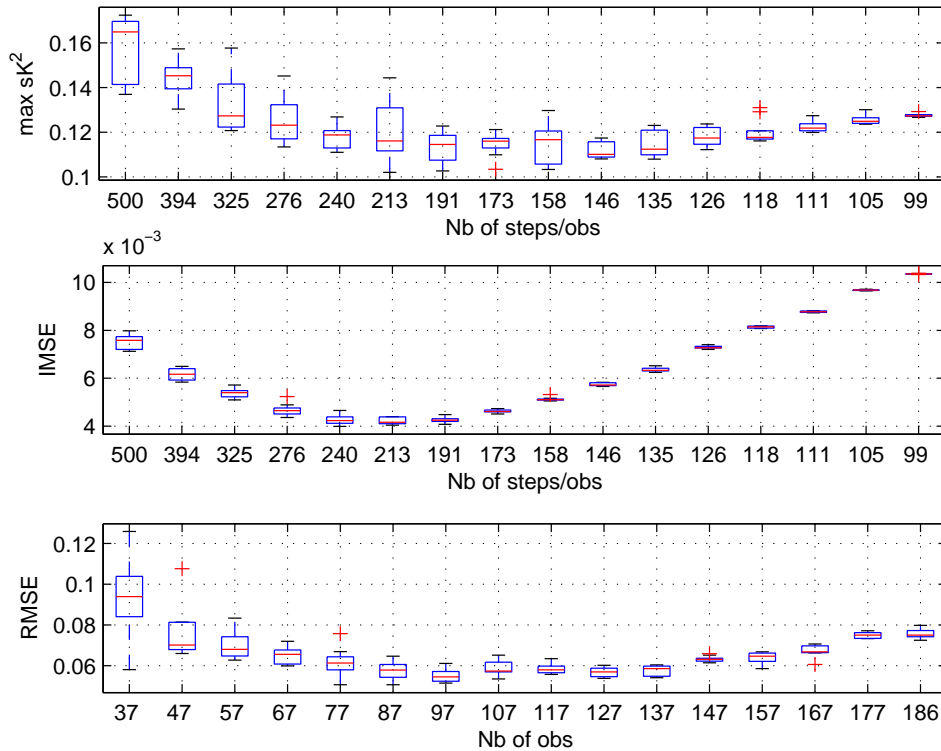 max sK²
0.16
0.14
0.12
0.1
500 394 325 276 240 213 191 173 158 146 135 126 118 111 105 99
Nb of steps/obs
x 10⁻³
IMSE
10
8
6
4
500 394 325 276 240 213 191 173 158 146 135 126 118 111 105 99
Nb of steps/obs
RMSE
0.12
0.1
0.08
0.06
37 47 57 67 77 87 97 107 117 127 137 147 157 167 177 186
Nb of obs